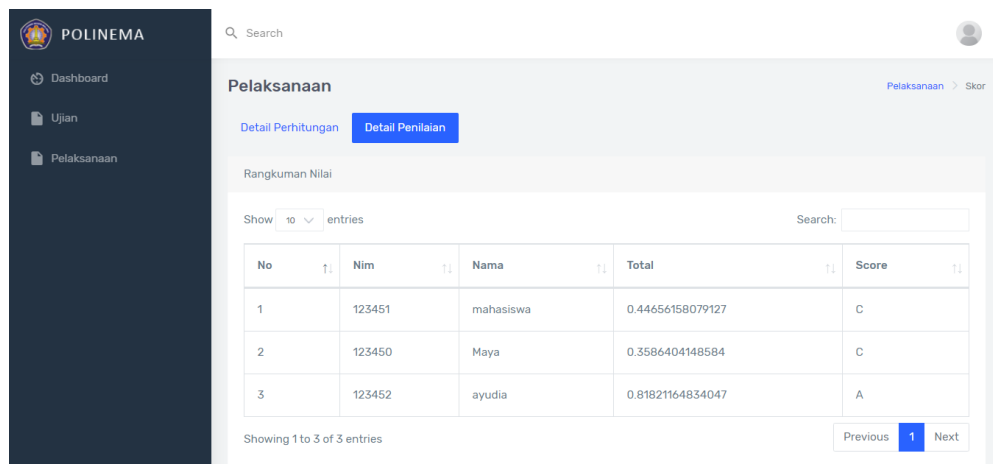 POLINEMA
Search
Dashboard
Ujian
Pelaksanaan
Pelaksanaan
Pelaksanaan > Skor
Detail Perhitungan Detail Penilaian
Rangkuman Nilai
Show 10 entries Search:
No Nim Nama Total Score
1 123451 mahasiswa 0.44656158079127 C
2 123450 Maya 0.3586404148584 C
3 123452 ayudia 0.81821164834047 A
Showing 1 to 3 of 3 entries Previous 1 Next